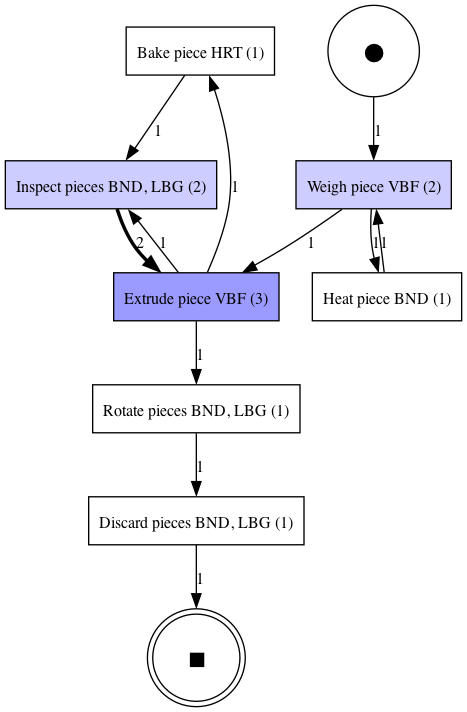 Bake piece HRT (1)
1
1
Inspect pieces BND, LBG (2)
1
Weigh piece VBF (2)
2
1
1
1
1
Extrude piece VBF (3)
Heat piece BND (1)
1
Rotate pieces BND, LBG (1)
1
Discard pieces BND, LBG (1)
1